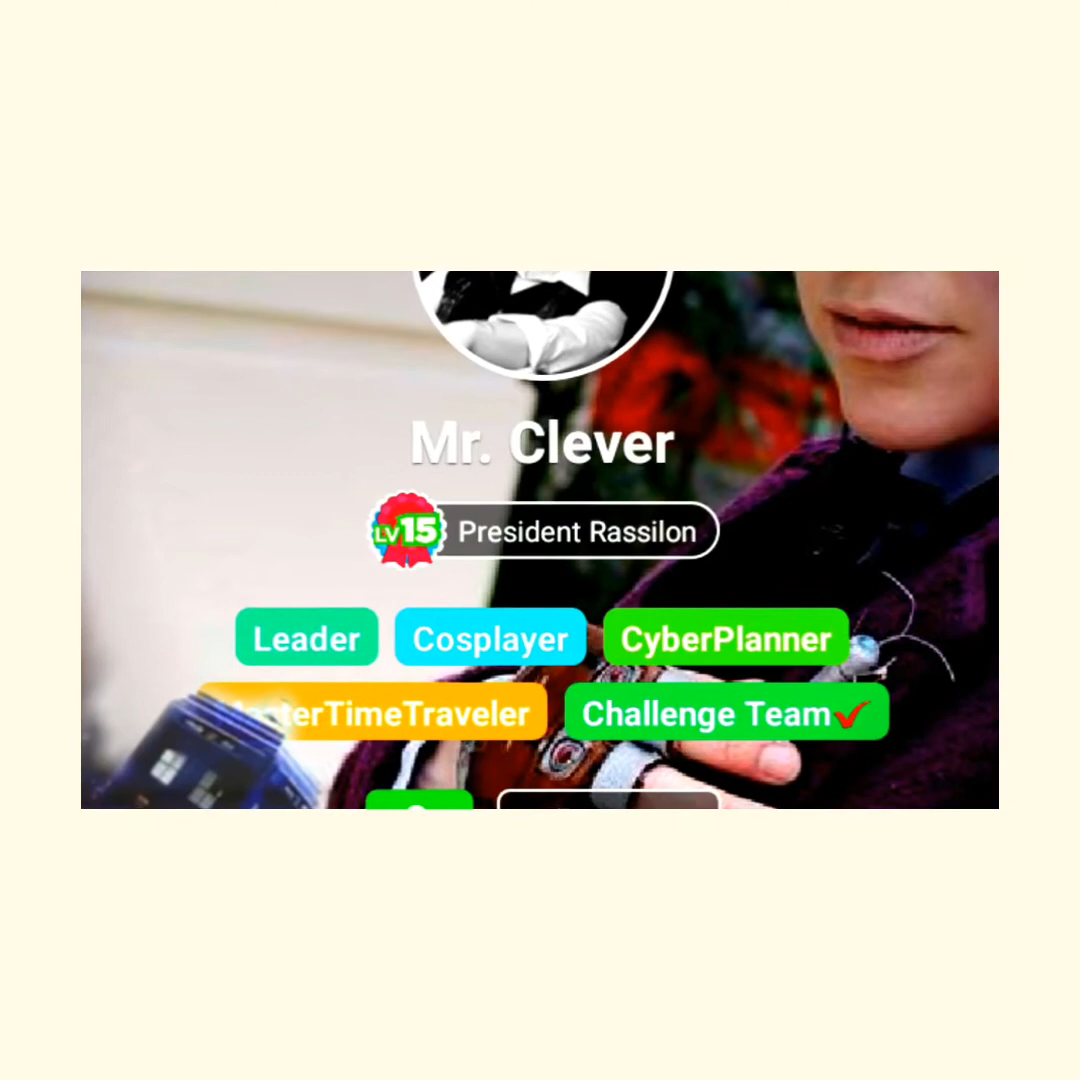 Mr. Clever
LV15 President Rassilon
Leader Cosplayer CyberPlanner
Challenge Team